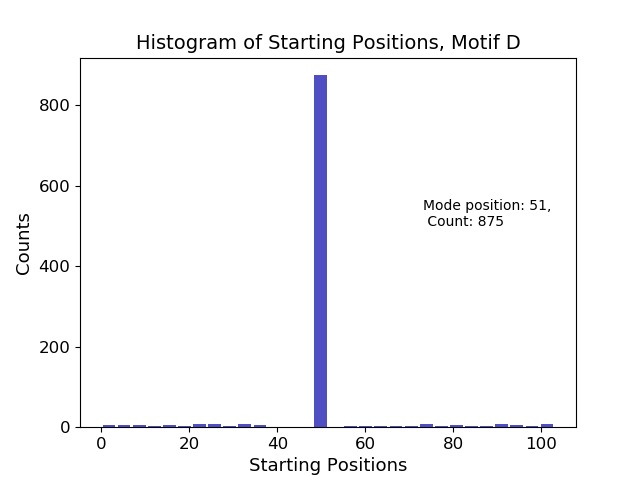 Histogram of Starting Positions, Motif D
800
600
400
200
0
Counts
Mode position: 51,
Count: 875
0 20 40 60 80 100
Starting Positions